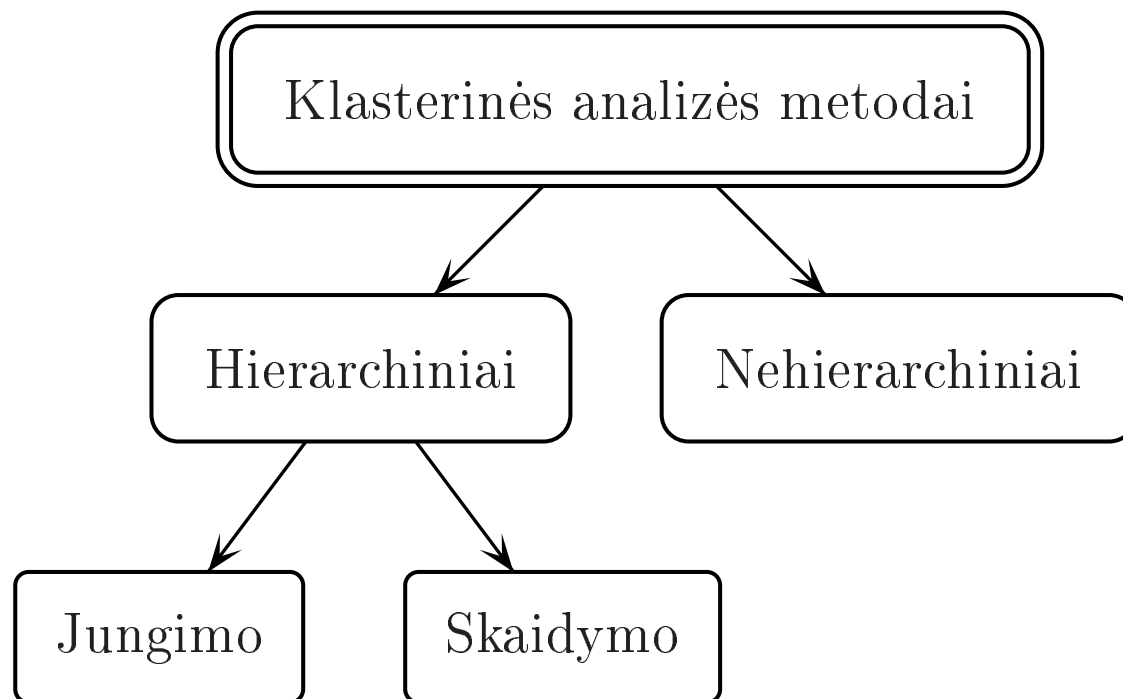 Klasterinės analizės metodai
Hierarchiniai
Nehierarchiniai
Jungimo
Skaidymo